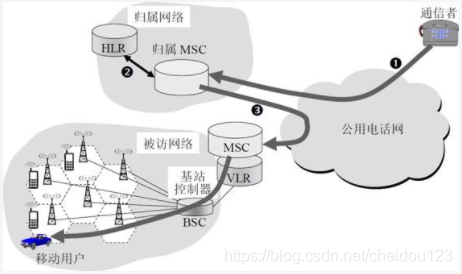 归属网络
通信者
HLR
归属 MSC
❶
❷
❸
公用电话网
被访网络
MSC
VLR
基站
控制器
BSC
移动用户
https://blog.csdn.net/cheidou123